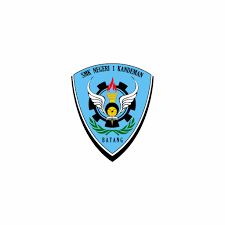 SMK NEGERI 1 KANDEMAN
BATANG